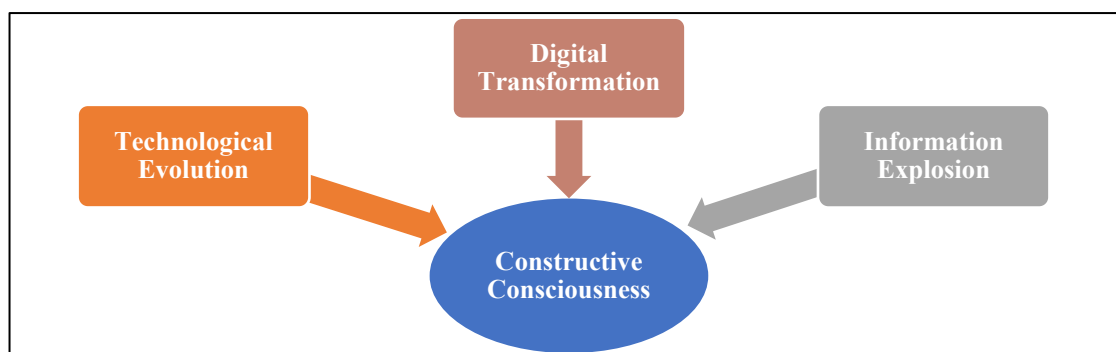 Digital
Transformation
Technological
Evolution
Information
Explosion
Constructive
Consciousness